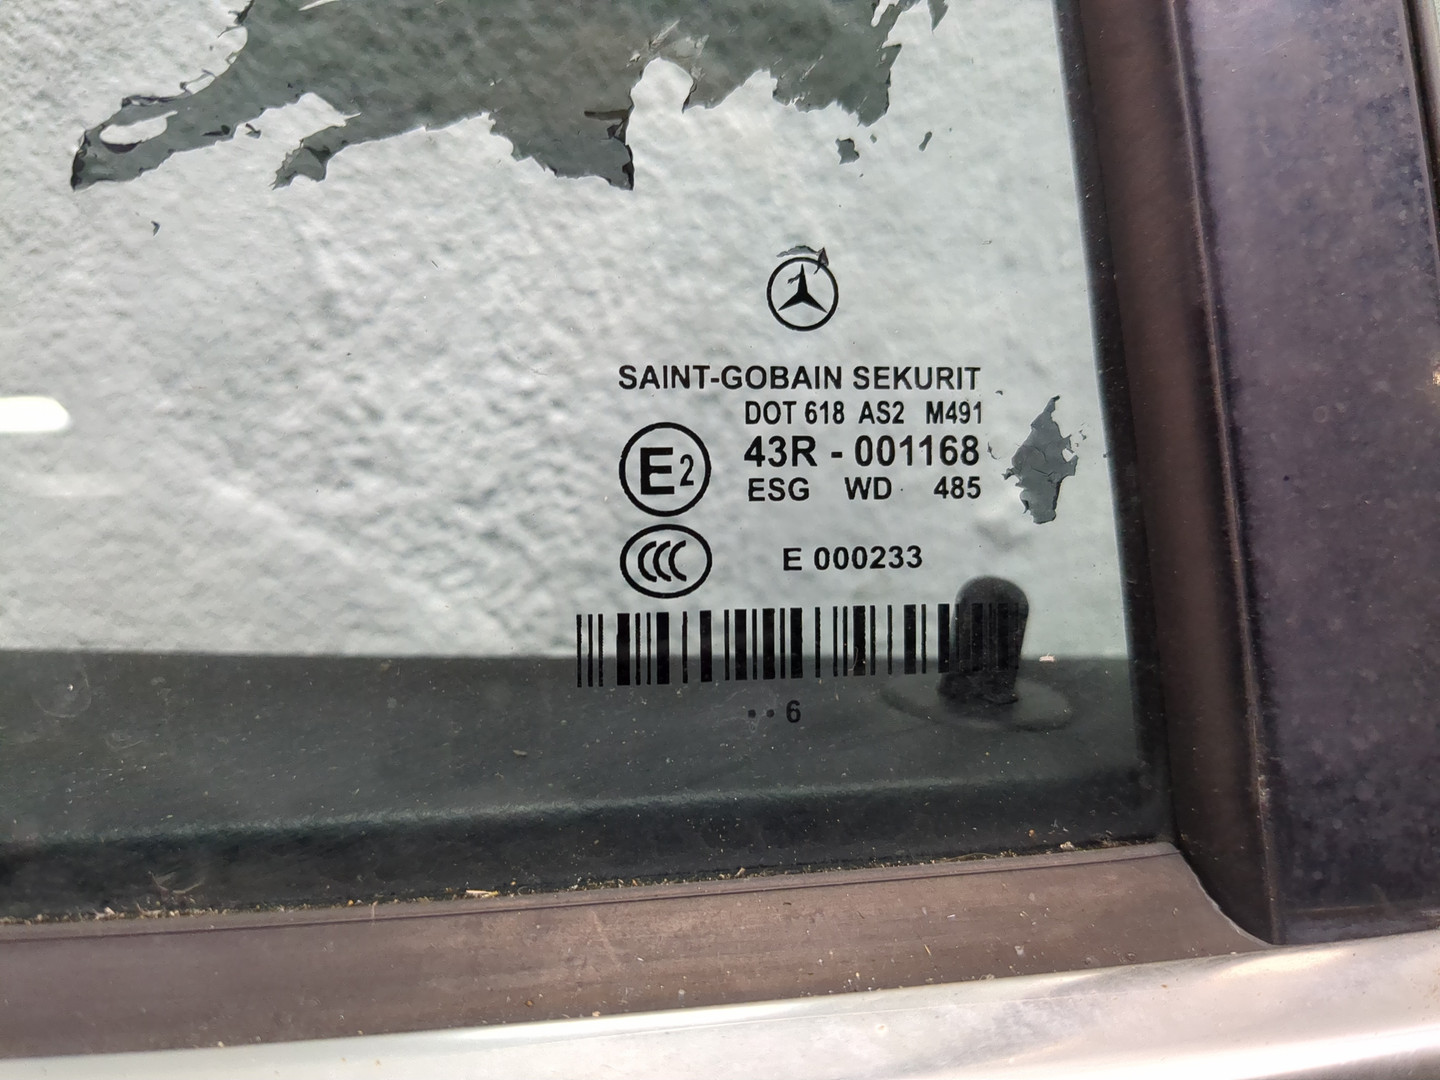 SAINT-GOBAIN SEKURIT
DOT 618 AS2 M491
E2 43R - 001168
ESG WD 485
CCC E 000233
•• 6